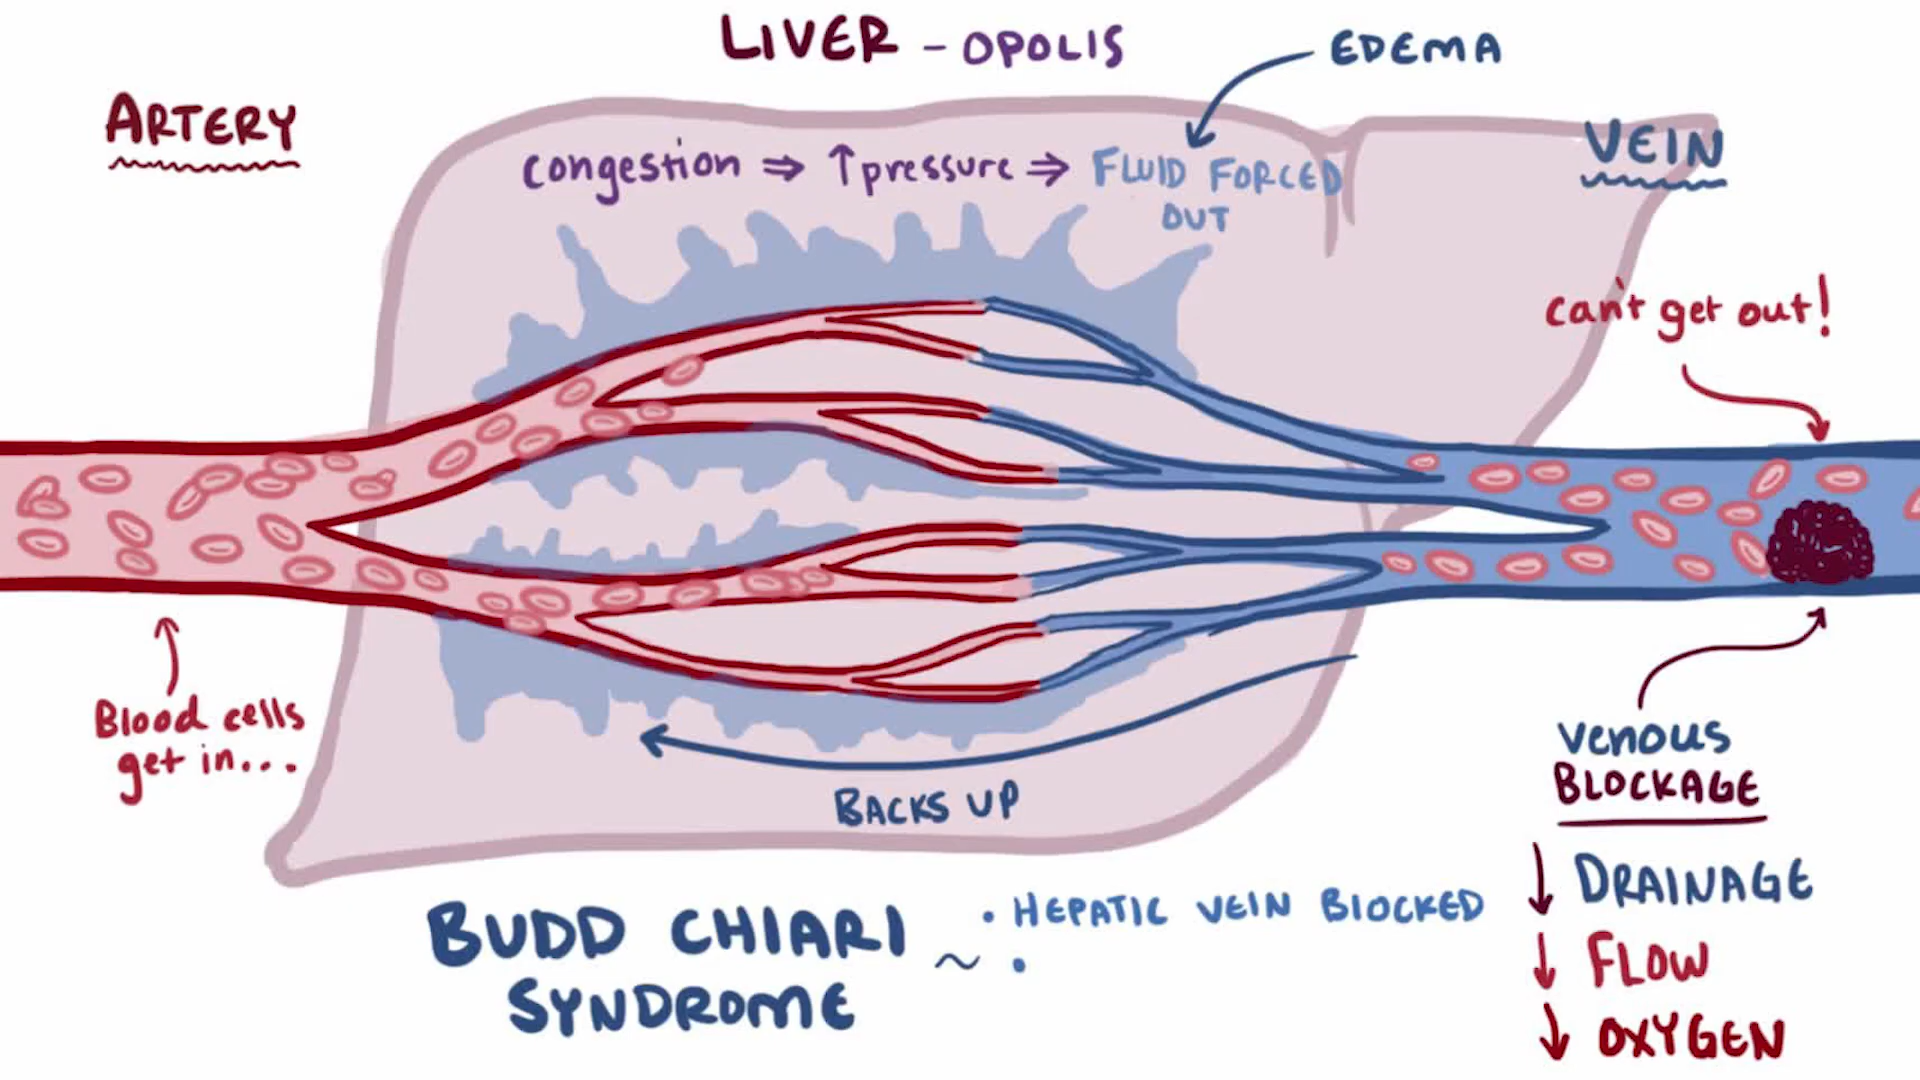 LIVER - OPOLIS
EDEMA
ARTERY
congestion ⇒ ↑pressure ⇒ FLUID FORCED
OUT
VEIN
can't get out!
Blood cells
get in...
BACKS UP
venous
BLOCKAGE
↓ DRAINAGE
↓ FLOW
↓ OXYGEN
BUDD CHIARI
SYNDROME
~ • HEPATIC VEIN BLOCKED
•